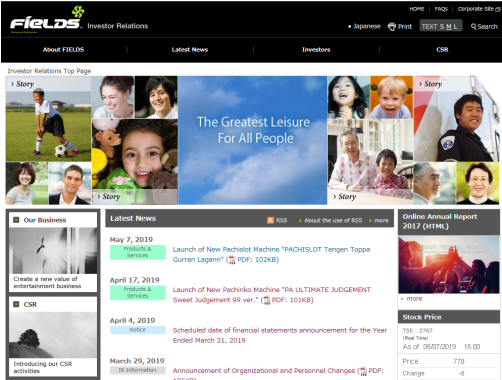 HOME | FAQs | Corporate Site
FIELDS. Investor Relations
Japanese Print TEXT S M L Search
About FIELDS Latest News Investors CSR
Investor Relations Top Page
› Story
› Story
The Greatest Leisure
For All People
› Story
› Story
Our Business
Create a new value of
entertainment business
CSR
Introducing our CSR
activities
Latest News RSS About the use of RSS more
May 7, 2019
Products &
Services
Launch of New Pachislot Machine "PACHISLOT Tengen Toppa
Gurren Lagann" ( PDF: 102KB)
April 17, 2019
Products &
Services
Launch of New Pachinko Machine "PA ULTIMATE JUDGEMENT
Sweet Judgement 99 ver." ( PDF: 101KB)
April 4, 2019
Notice
Scheduled date of financial statements announcement for the Year
Ended March 31, 2019
March 29, 2019
IR Information
Announcement of Organizational and Personnel Changes ( PDF:
Online Annual Report
2017 (HTML)
more
Stock Price
TSE : 2767
(Real Time)
As of 05/07/2019 15:00
Price 778
Change -6